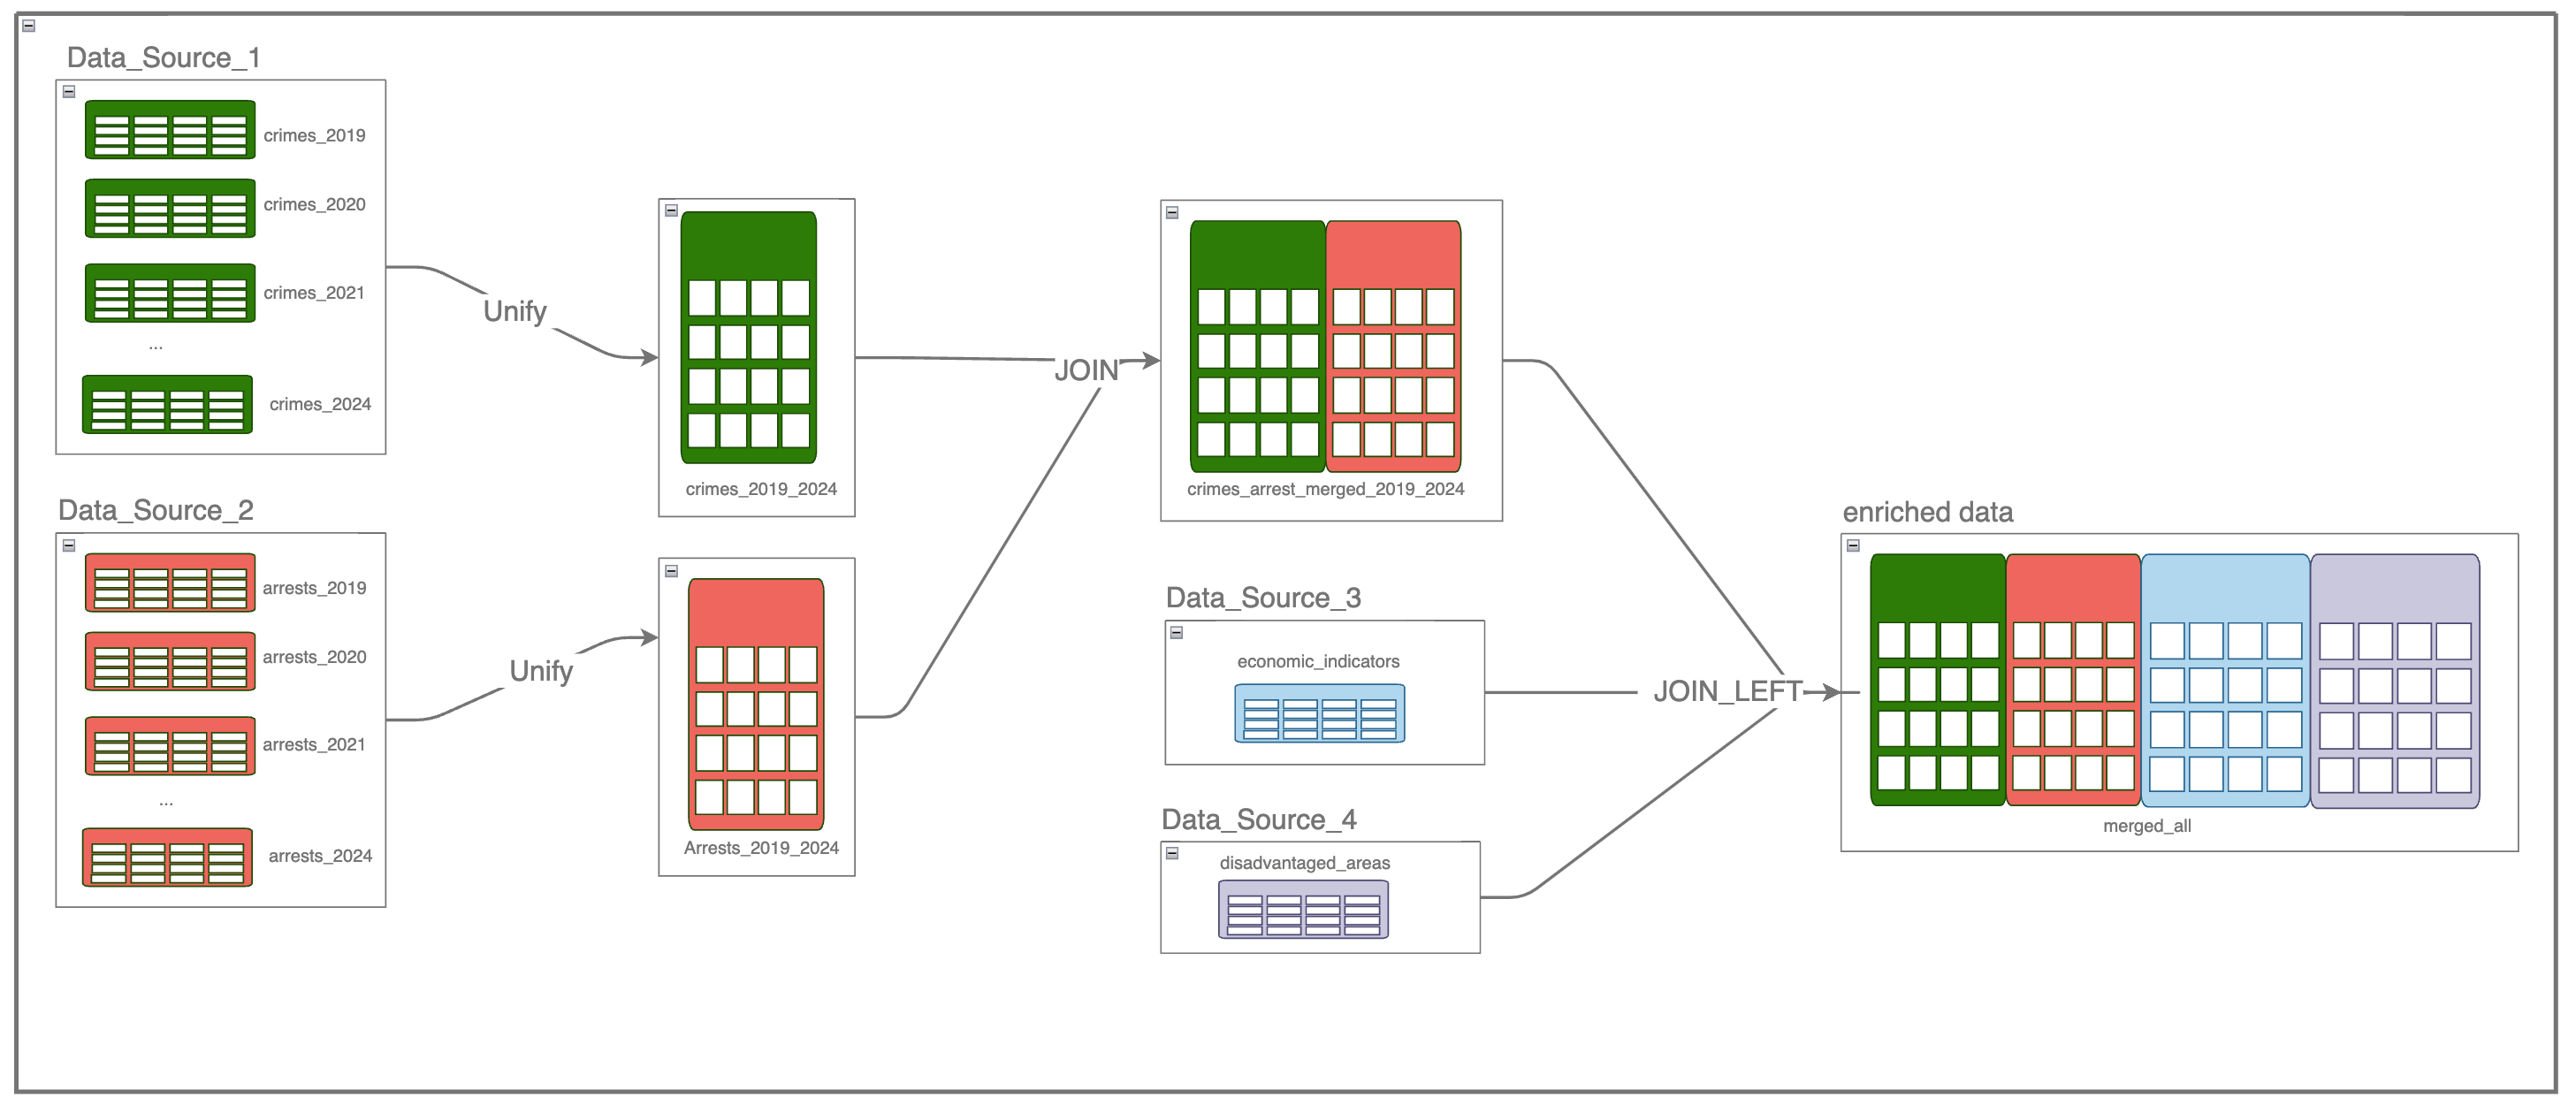 Data_Source_1
crimes_2019
crimes_2020
crimes_2021
...
crimes_2024
Unify
crimes_2019_2024
Data_Source_2
arrests_2019
arrests_2020
arrests_2021
...
arrests_2024
Unify
Arrests_2019_2024
JOIN
crimes_arrest_merged_2019_2024
Data_Source_3
economic_indicators
Data_Source_4
disadvantaged_areas
JOIN_LEFT
enriched data
merged_all